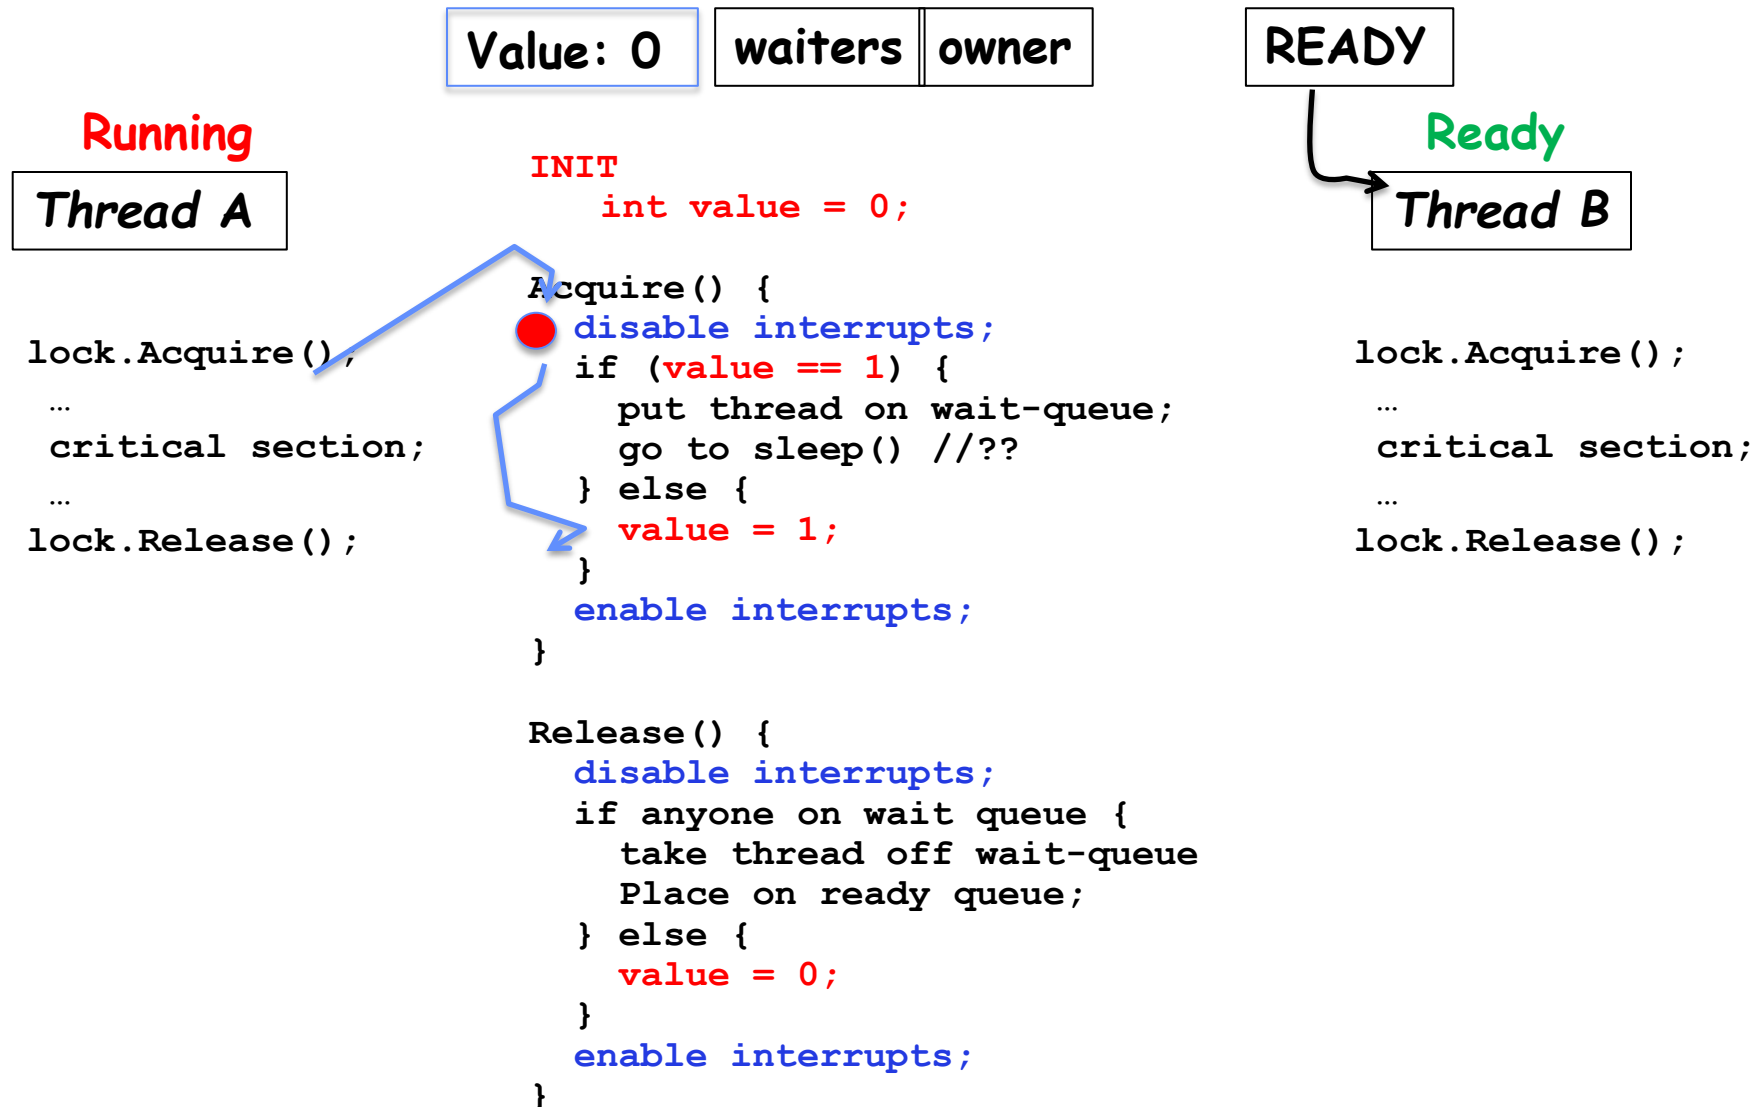 Value: 0 waiters owner READY
Running
Ready
Thread A
Thread B
INIT
int value = 0;
Acquire() {
disable interrupts;
if (value == 1) {
put thread on wait-queue;
go to sleep() //??
} else {
value = 1;
}
enable interrupts;
}
Release() {
disable interrupts;
if anyone on wait queue {
take thread off wait-queue
Place on ready queue;
} else {
value = 0;
}
enable interrupts;
}
lock.Acquire();
…
critical section;
…
lock.Release();
lock.Acquire();
…
critical section;
…
lock.Release();